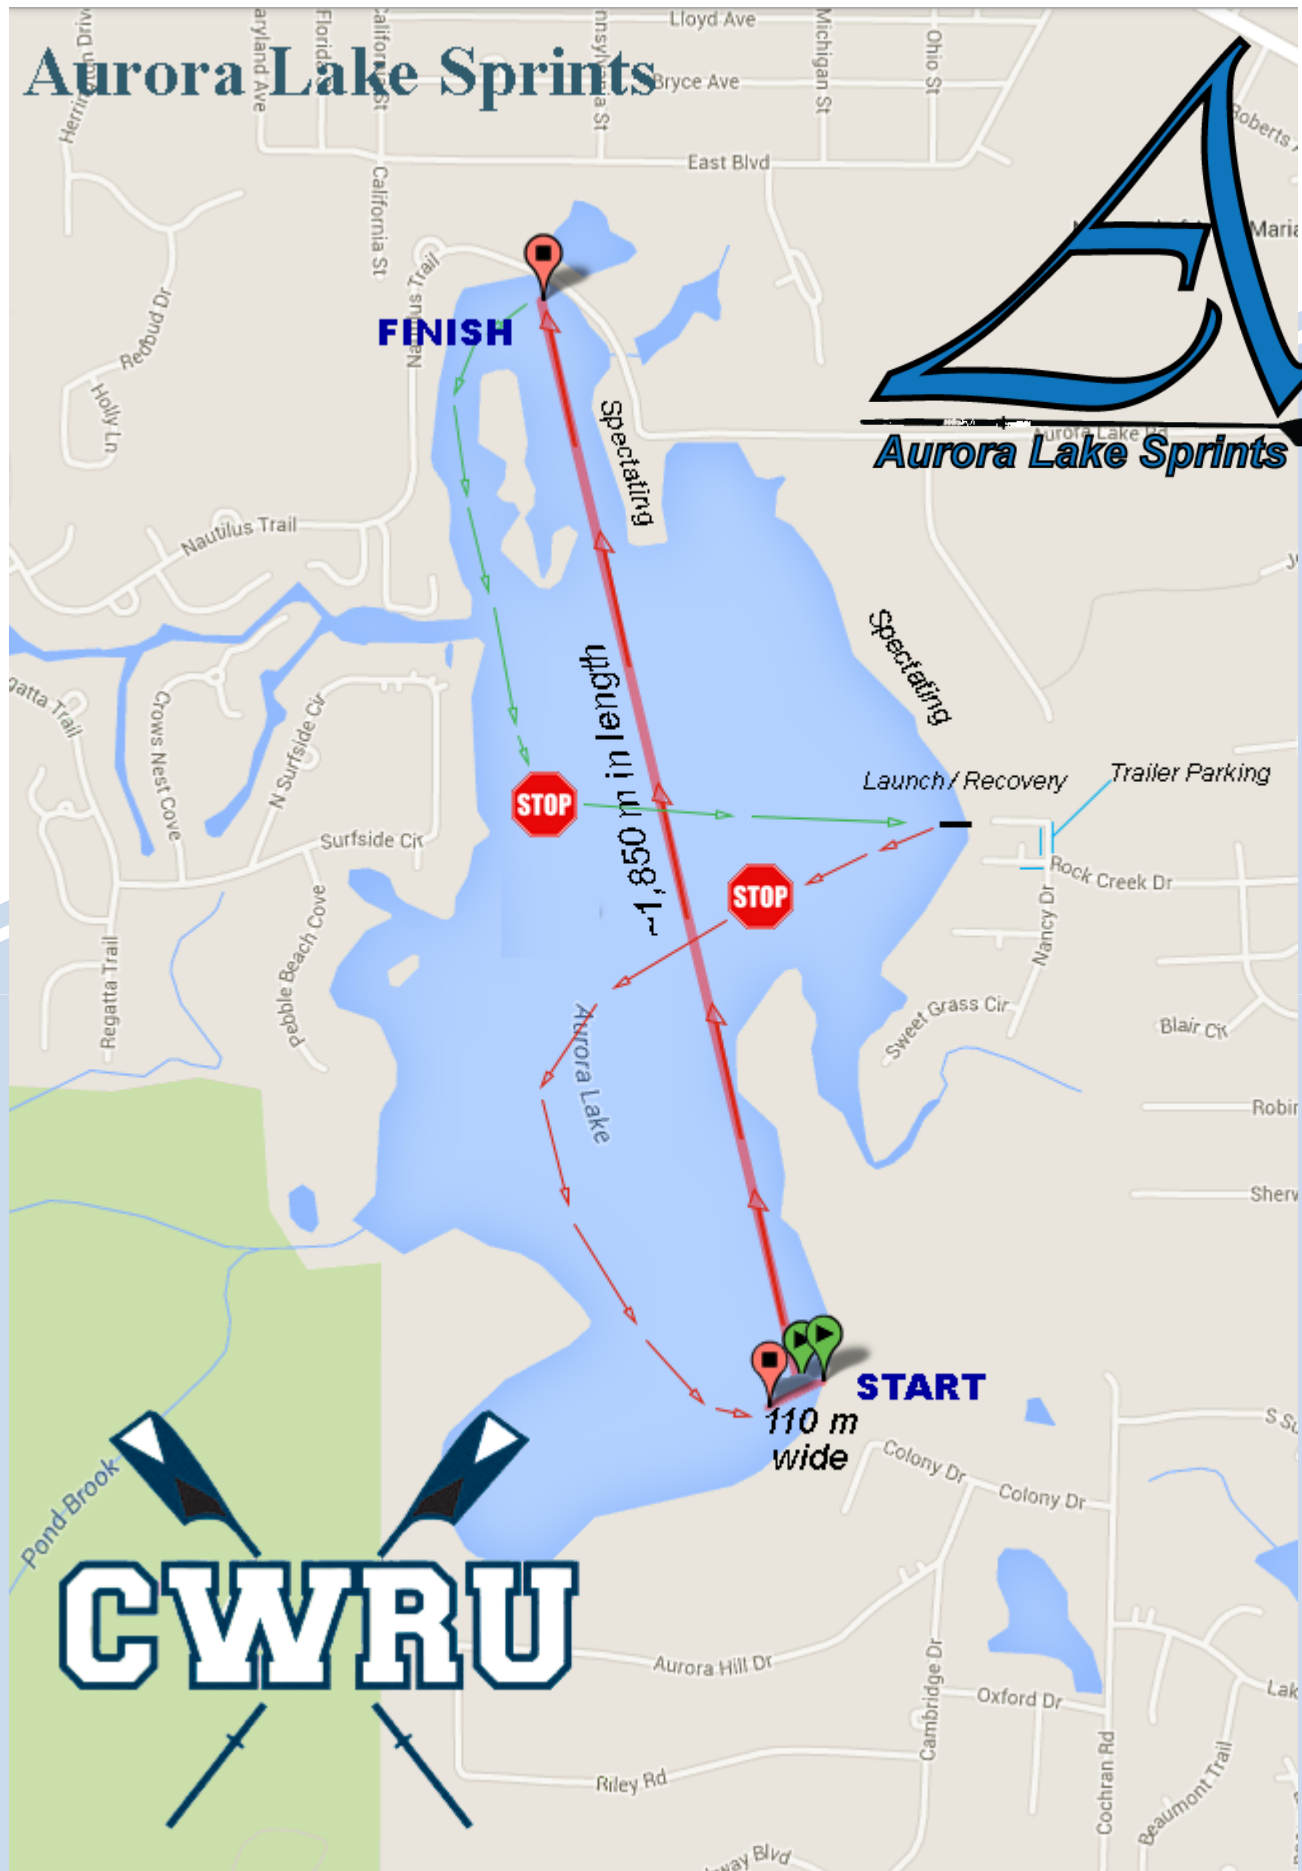 Aurora Lake Sprints
Lloyd Ave
Bryce Ave
East Blvd
Michigan St
Ohio St
California St
Redbud Dr
Holly Ln
Nautilus Trail
FINISH
Spectating
Aurora Lake Rd
Aurora Lake Sprints
Nautilus Trail
Spectating
~1,850 m in length
Launch / Recovery
Trailer Parking
STOP
STOP
Crows Nest Cove
N Surfside Cir
Surfside Cir
Regatta Trail
Pebble Beach Cove
Rock Creek Dr
Nancy Dr
Sweet Grass Cir
Blair Cir
Aurora Lake
START
110 m
wide
Colony Dr
Colony Dr
Pond Brook
CWRU
Aurora Hill Dr
Cambridge Dr
Oxford Dr
Riley Rd
Cochran Rd
Beaumont Trail